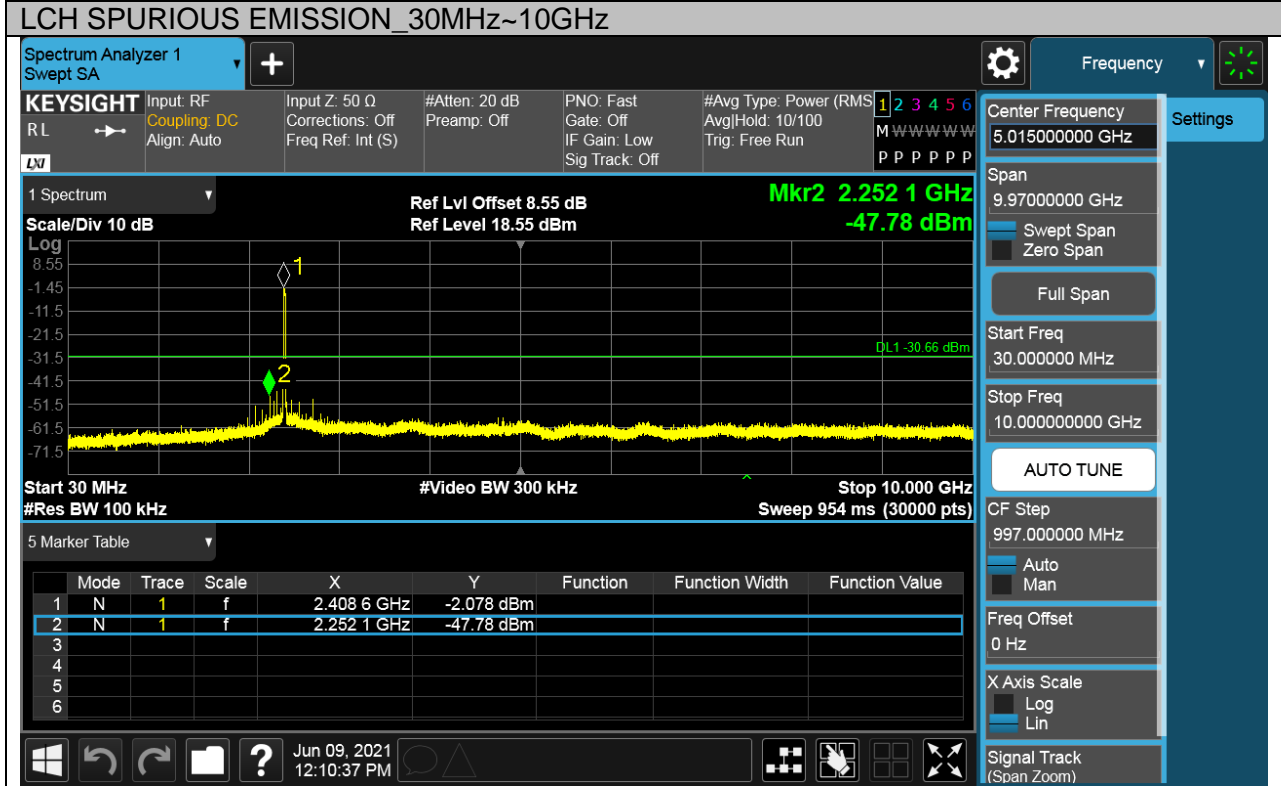 LCH SPURIOUS EMISSION_30MHz~10GHz
Spectrum Analyzer 1
Swept SA
+
Frequency
KEYSIGHT
RL
LXI
Input: RF
Coupling: DC
Align: Auto
Input Z: 50 Ω
Corrections: Off
Freq Ref: Int (S)
#Atten: 20 dB
Preamp: Off
PNO: Fast
Gate: Off
IF Gain: Low
Sig Track: Off
#Avg Type: Power (RMS
Avg|Hold: 10/100
Trig: Free Run
1 2 3 4 5 6
M W W W W W
P P P P P P
1 Spectrum
Scale/Div 10 dB
Ref Lvl Offset 8.55 dB
Ref Level 18.55 dBm
Mkr2 2.252 1 GHz
-47.78 dBm
Log
8.55
-1.45
-11.5
-21.5
-31.5
-41.5
-51.5
-61.5
-71.5
1
2
DL1 -30.66 dBm
Start 30 MHz
#Res BW 100 kHz
#Video BW 300 kHz
Stop 10.000 GHz
Sweep 954 ms (30000 pts)
5 Marker Table
Mode Trace Scale X Y Function Function Width Function Value
1 N 1 f 2.408 6 GHz -2.078 dBm
2 N 1 f 2.252 1 GHz -47.78 dBm
3
4
5
6
?
Jun 09, 2021
12:10:37 PM
Center Frequency
5.015000000 GHz
Settings
Span
9.97000000 GHz
Swept Span
Zero Span
Full Span
Start Freq
30.000000 MHz
Stop Freq
10.000000000 GHz
AUTO TUNE
CF Step
997.000000 MHz
Auto
Man
Freq Offset
0 Hz
X Axis Scale
Log
Lin
Signal Track
(Span Zoom)